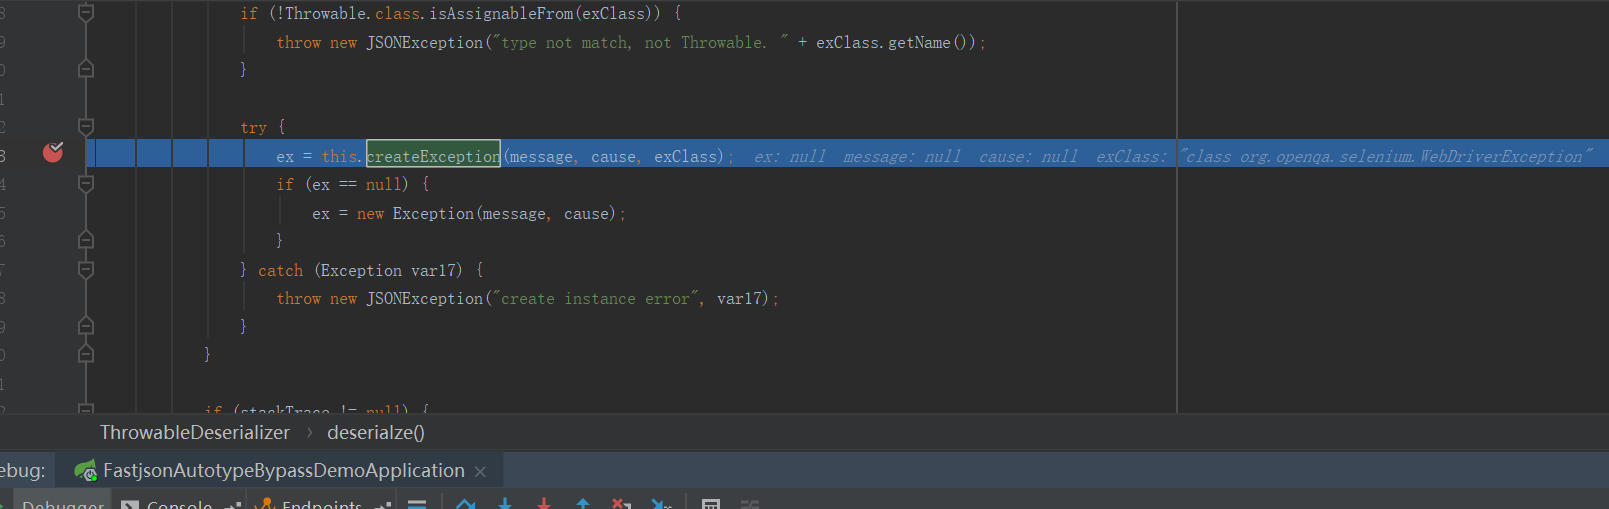 8 if (!Throwable.class.isAssignableFrom(exClass)) {
9 throw new JSONException("type not match, not Throwable. " + exClass.getName());
0 }
1
2 try {
3 ex = this.createException(message, cause, exClass); ex: null message: null cause: null exClass: "class org.openqa.selenium.WebDriverException"
4 if (ex == null) {
5 ex = new Exception(message, cause);
6 }
7 } catch (Exception var17) {
8 throw new JSONException("create instance error", var17);
9 }
0 }
1
2 if (stackTrace != null) {
ThrowableDeserializer › deserialze()
ebug: FastjsonAutotypeBypassDemoApplication ×
Debugger Console Endpoints